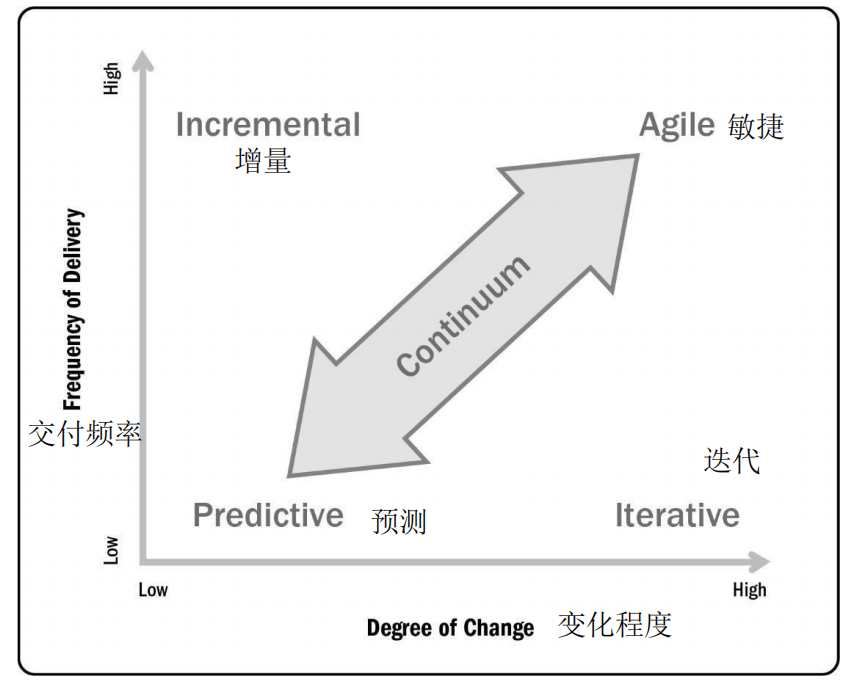 High
Incremental
增量
Agile 敏捷
Frequency of Delivery
交付频率
Continuum
迭代
Predictive 预测
Iterative
Low
Low
High
Degree of Change 变化程度